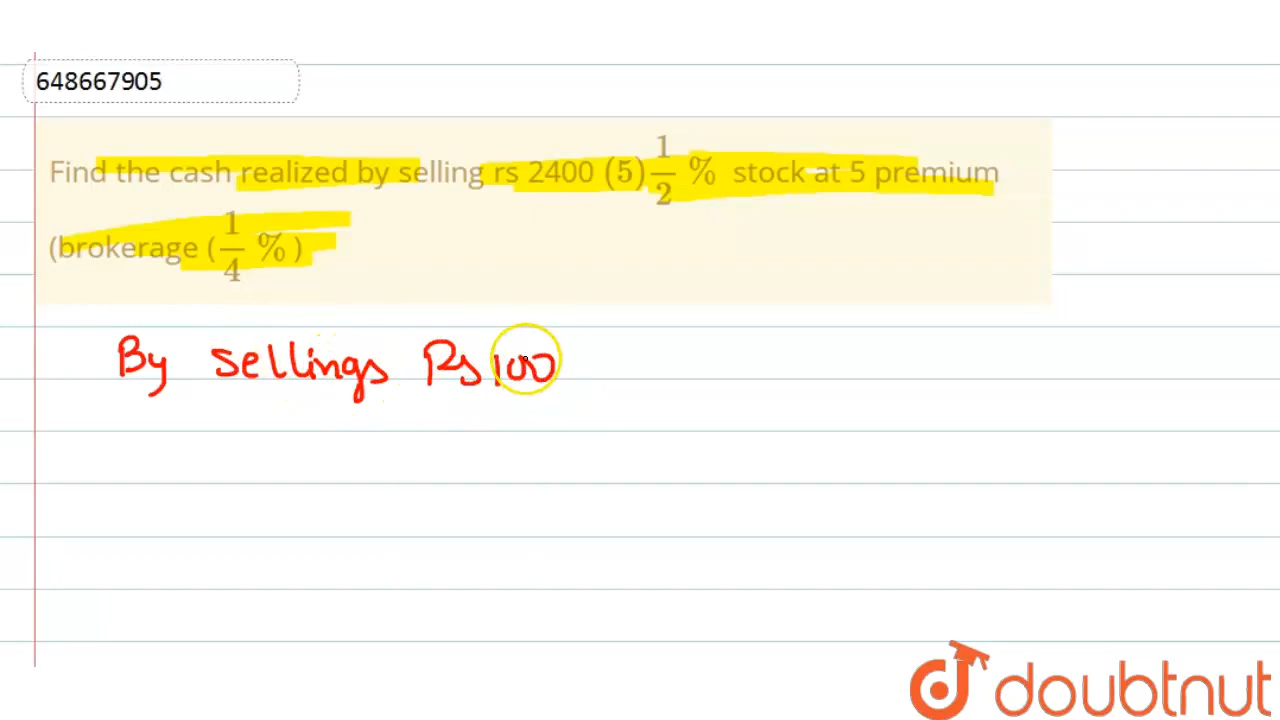 648667905
Find the cash realized by selling rs 2400 (5) 1/2 % stock at 5 premium
(brokerage ( 1/4 % )
By Sellings Rs 100
doubtnut